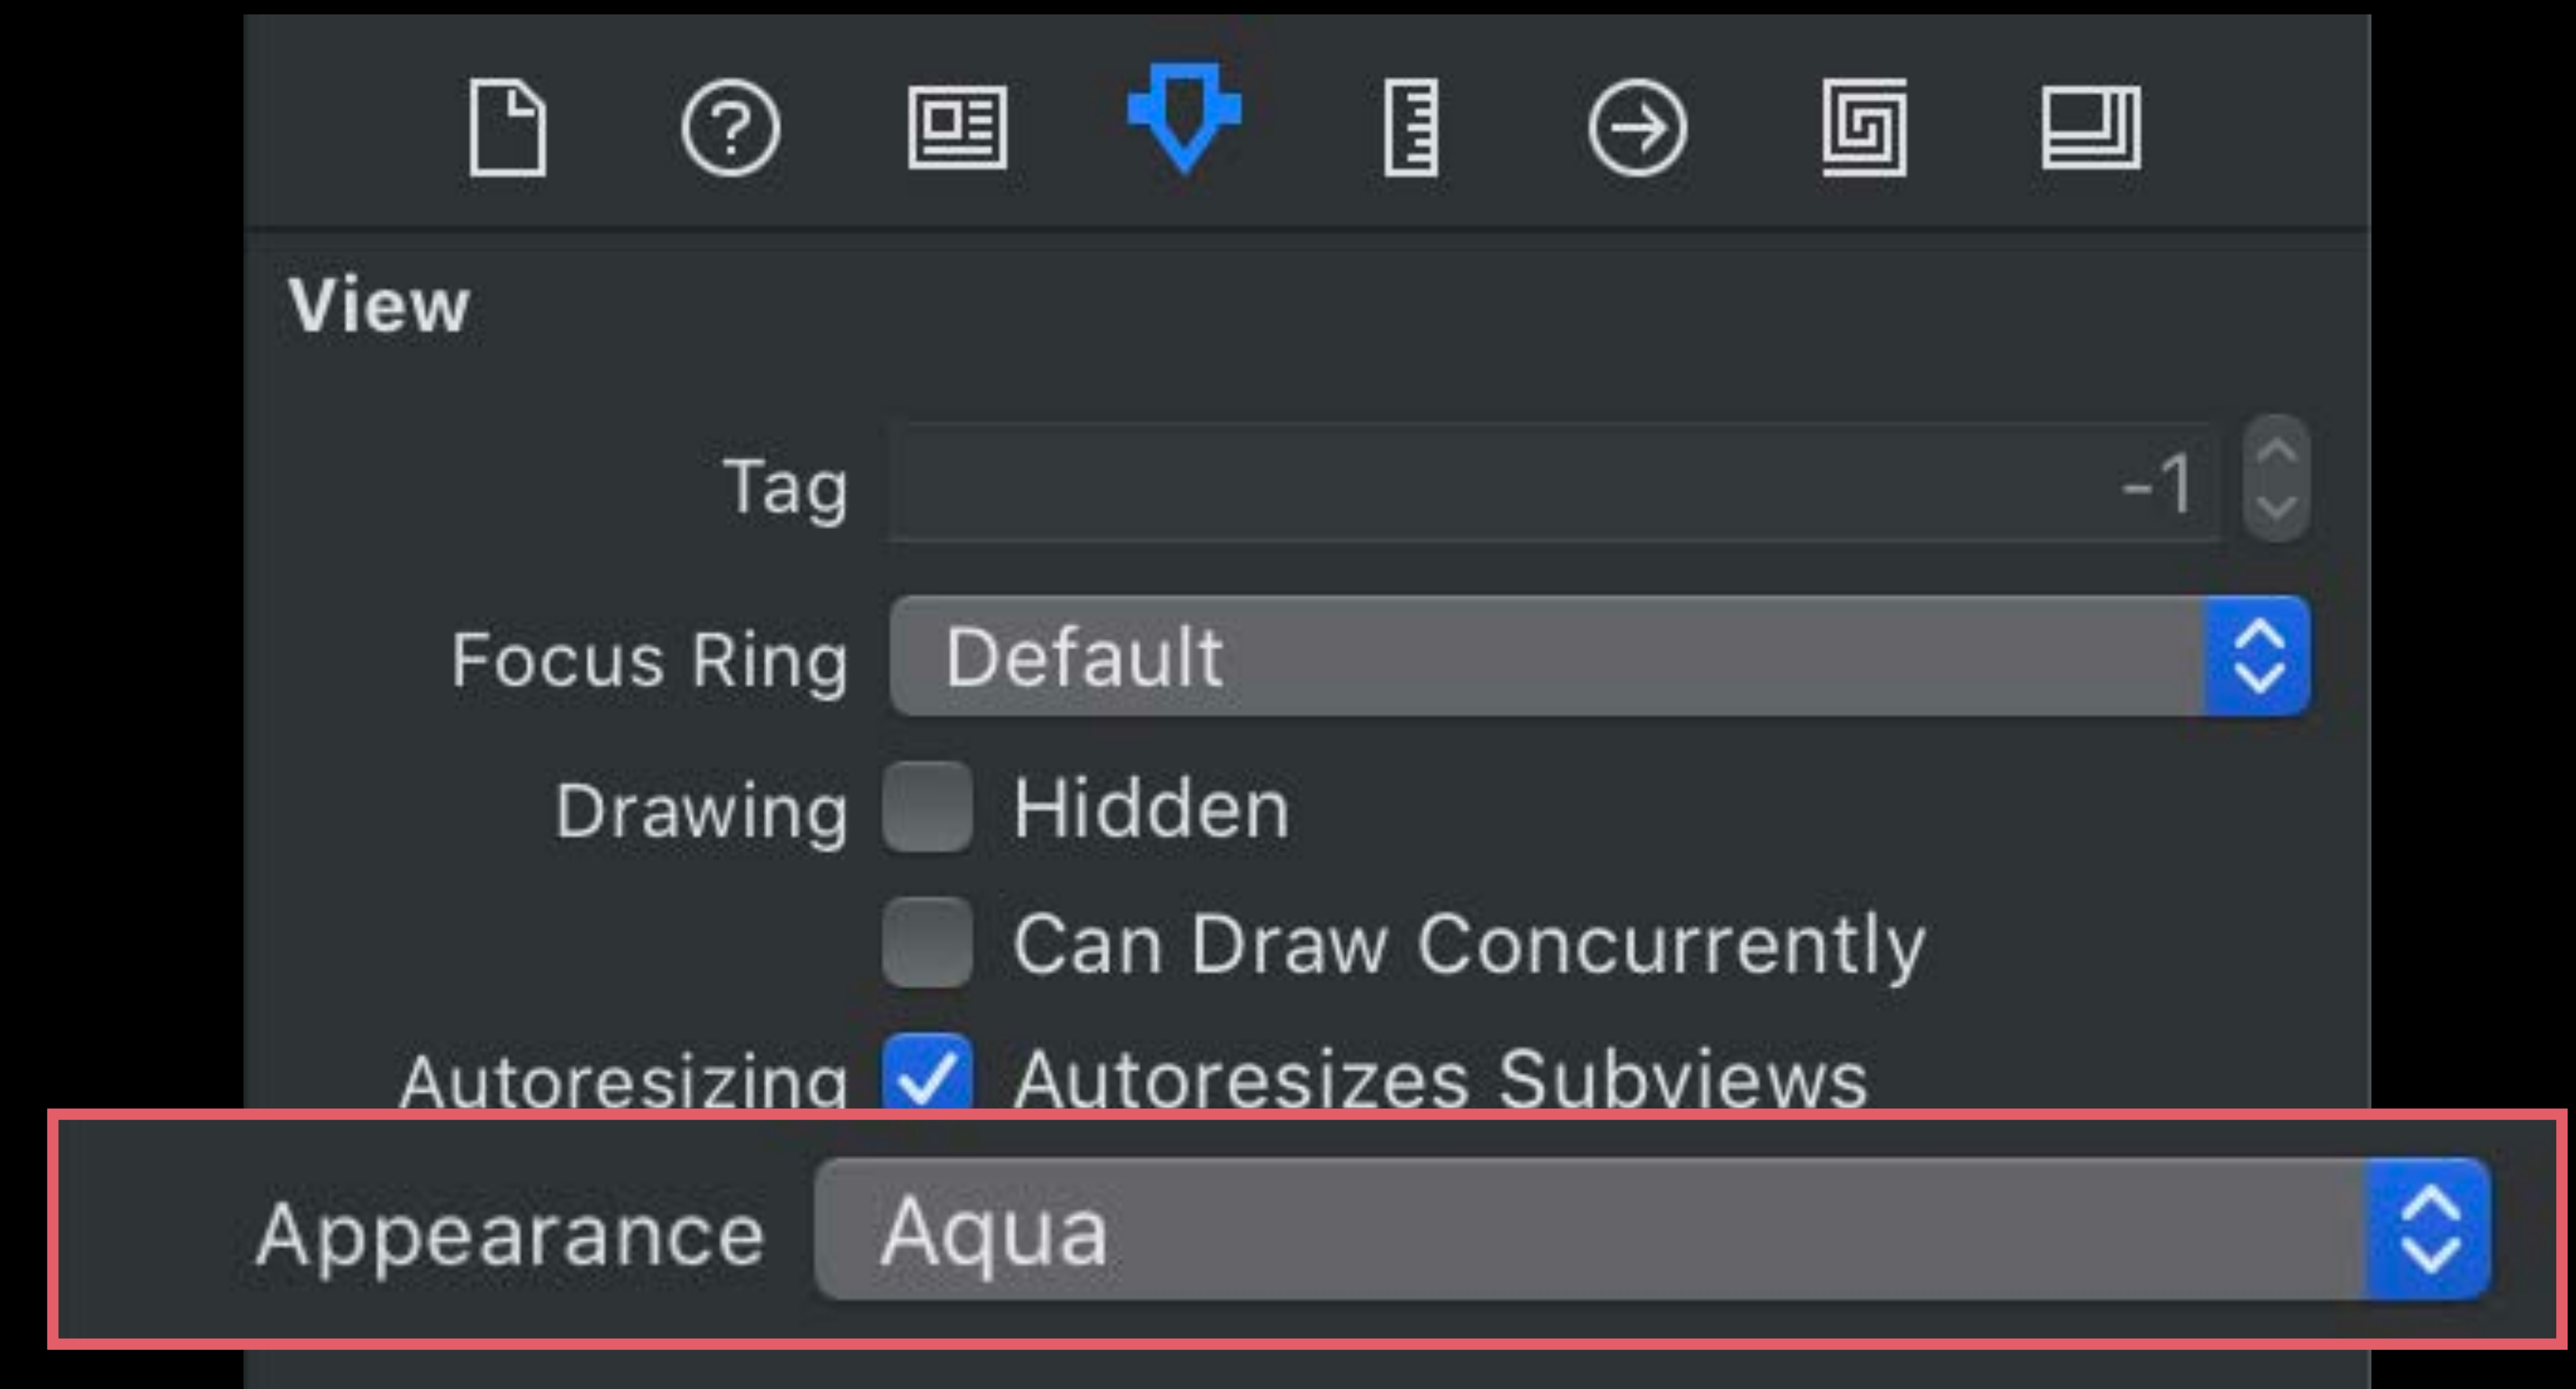 View
Tag -1
Focus Ring Default
Drawing Hidden
Can Draw Concurrently
Autoresizing Autoresizes Subviews
Appearance Aqua